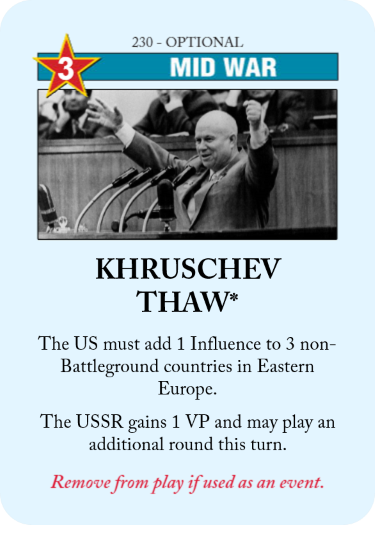 230 - OPTIONAL
3
MID WAR
KHRUSCHEV
THAW*
The US must add 1 Influence to 3 non-
Battleground countries in Eastern
Europe.
The USSR gains 1 VP and may play an
additional round this turn.
Remove from play if used as an event.